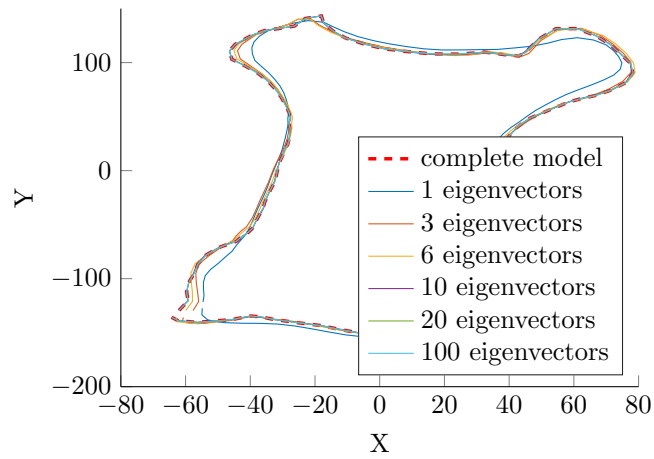 100
0
−100
−200
Y
−80
−60
−40
−20
0
20
40
60
80
X
complete model
1 eigenvectors
3 eigenvectors
6 eigenvectors
10 eigenvectors
20 eigenvectors
100 eigenvectors